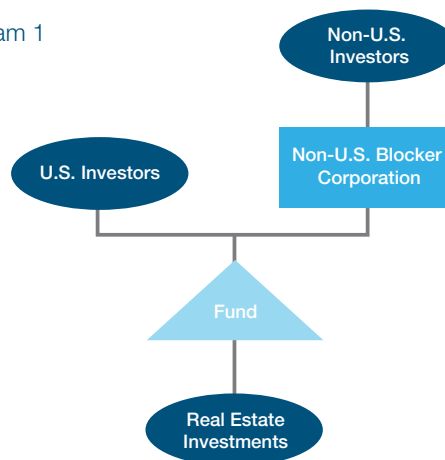 am 1
Non-U.S.
Investors
Non-U.S. Blocker
Corporation
U.S. Investors
Fund
Real Estate
Investments